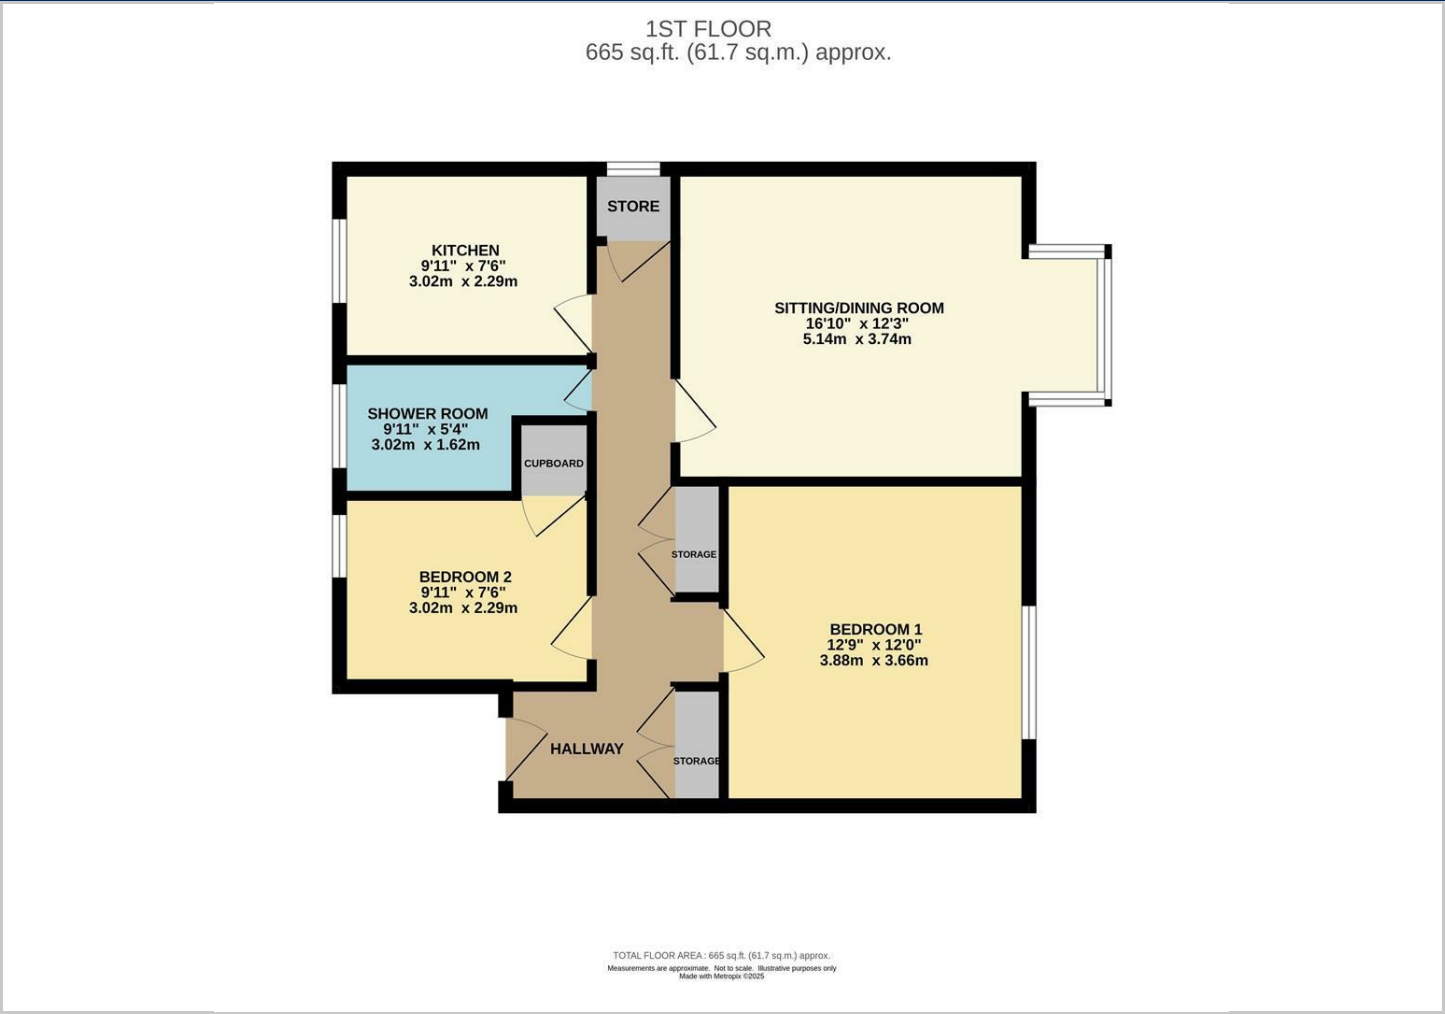 1ST FLOOR
665 sq.ft. (61.7 sq.m.) approx.
STORE
KITCHEN
9'11" x 7'6"
3.02m x 2.29m
SITTING/DINING ROOM
16'10" x 12'3"
5.14m x 3.74m
SHOWER ROOM
9'11" x 5'4"
3.02m x 1.62m
CUPBOARD
STORAGE
BEDROOM 2
9'11" x 7'6"
3.02m x 2.29m
BEDROOM 1
12'9" x 12'0"
3.88m x 3.66m
HALLWAY
STORAGE
TOTAL FLOOR AREA : 665 sq.ft. (61.7 sq.m.) approx.
Measurements are approximate. Not to scale. Illustrative purposes only
Made with Metropix ©2025